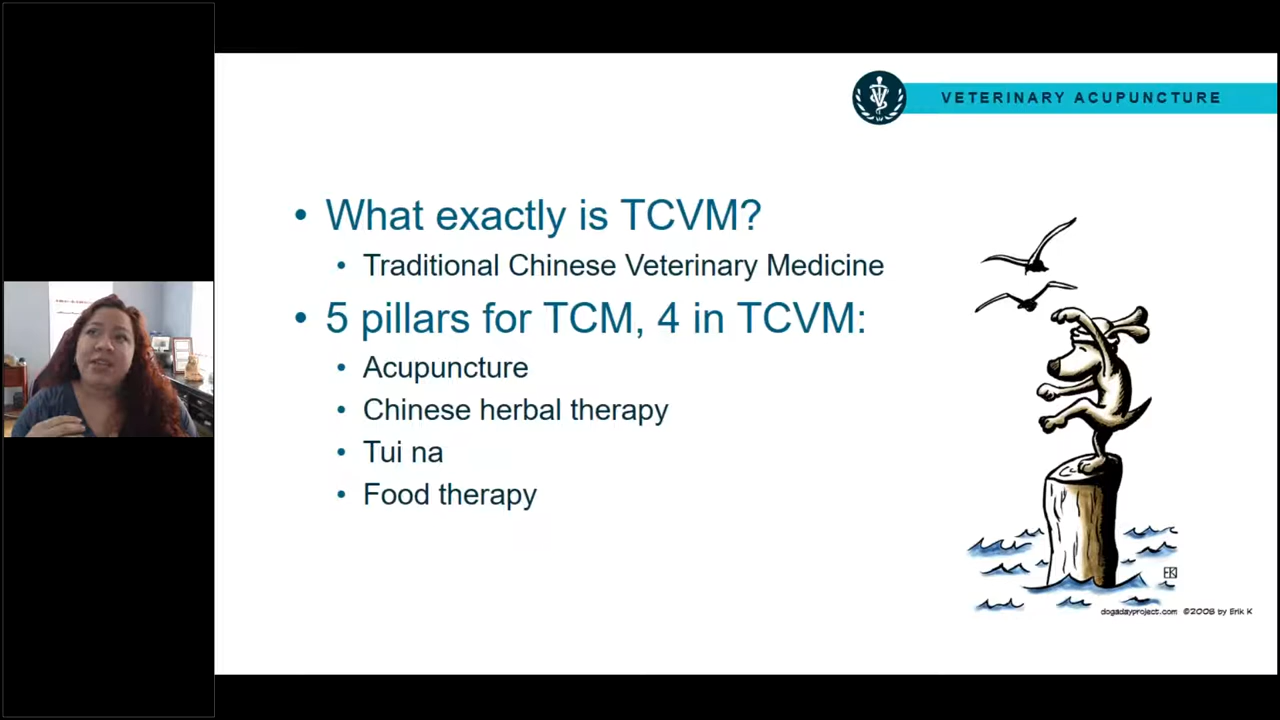 VETERINARY ACUPUNCTURE
• What exactly is TCVM?
• Traditional Chinese Veterinary Medicine
• 5 pillars for TCM, 4 in TCVM:
• Acupuncture
• Chinese herbal therapy
• Tui na
• Food therapy
EK
dogadayproject.com ©2008 by Erik K